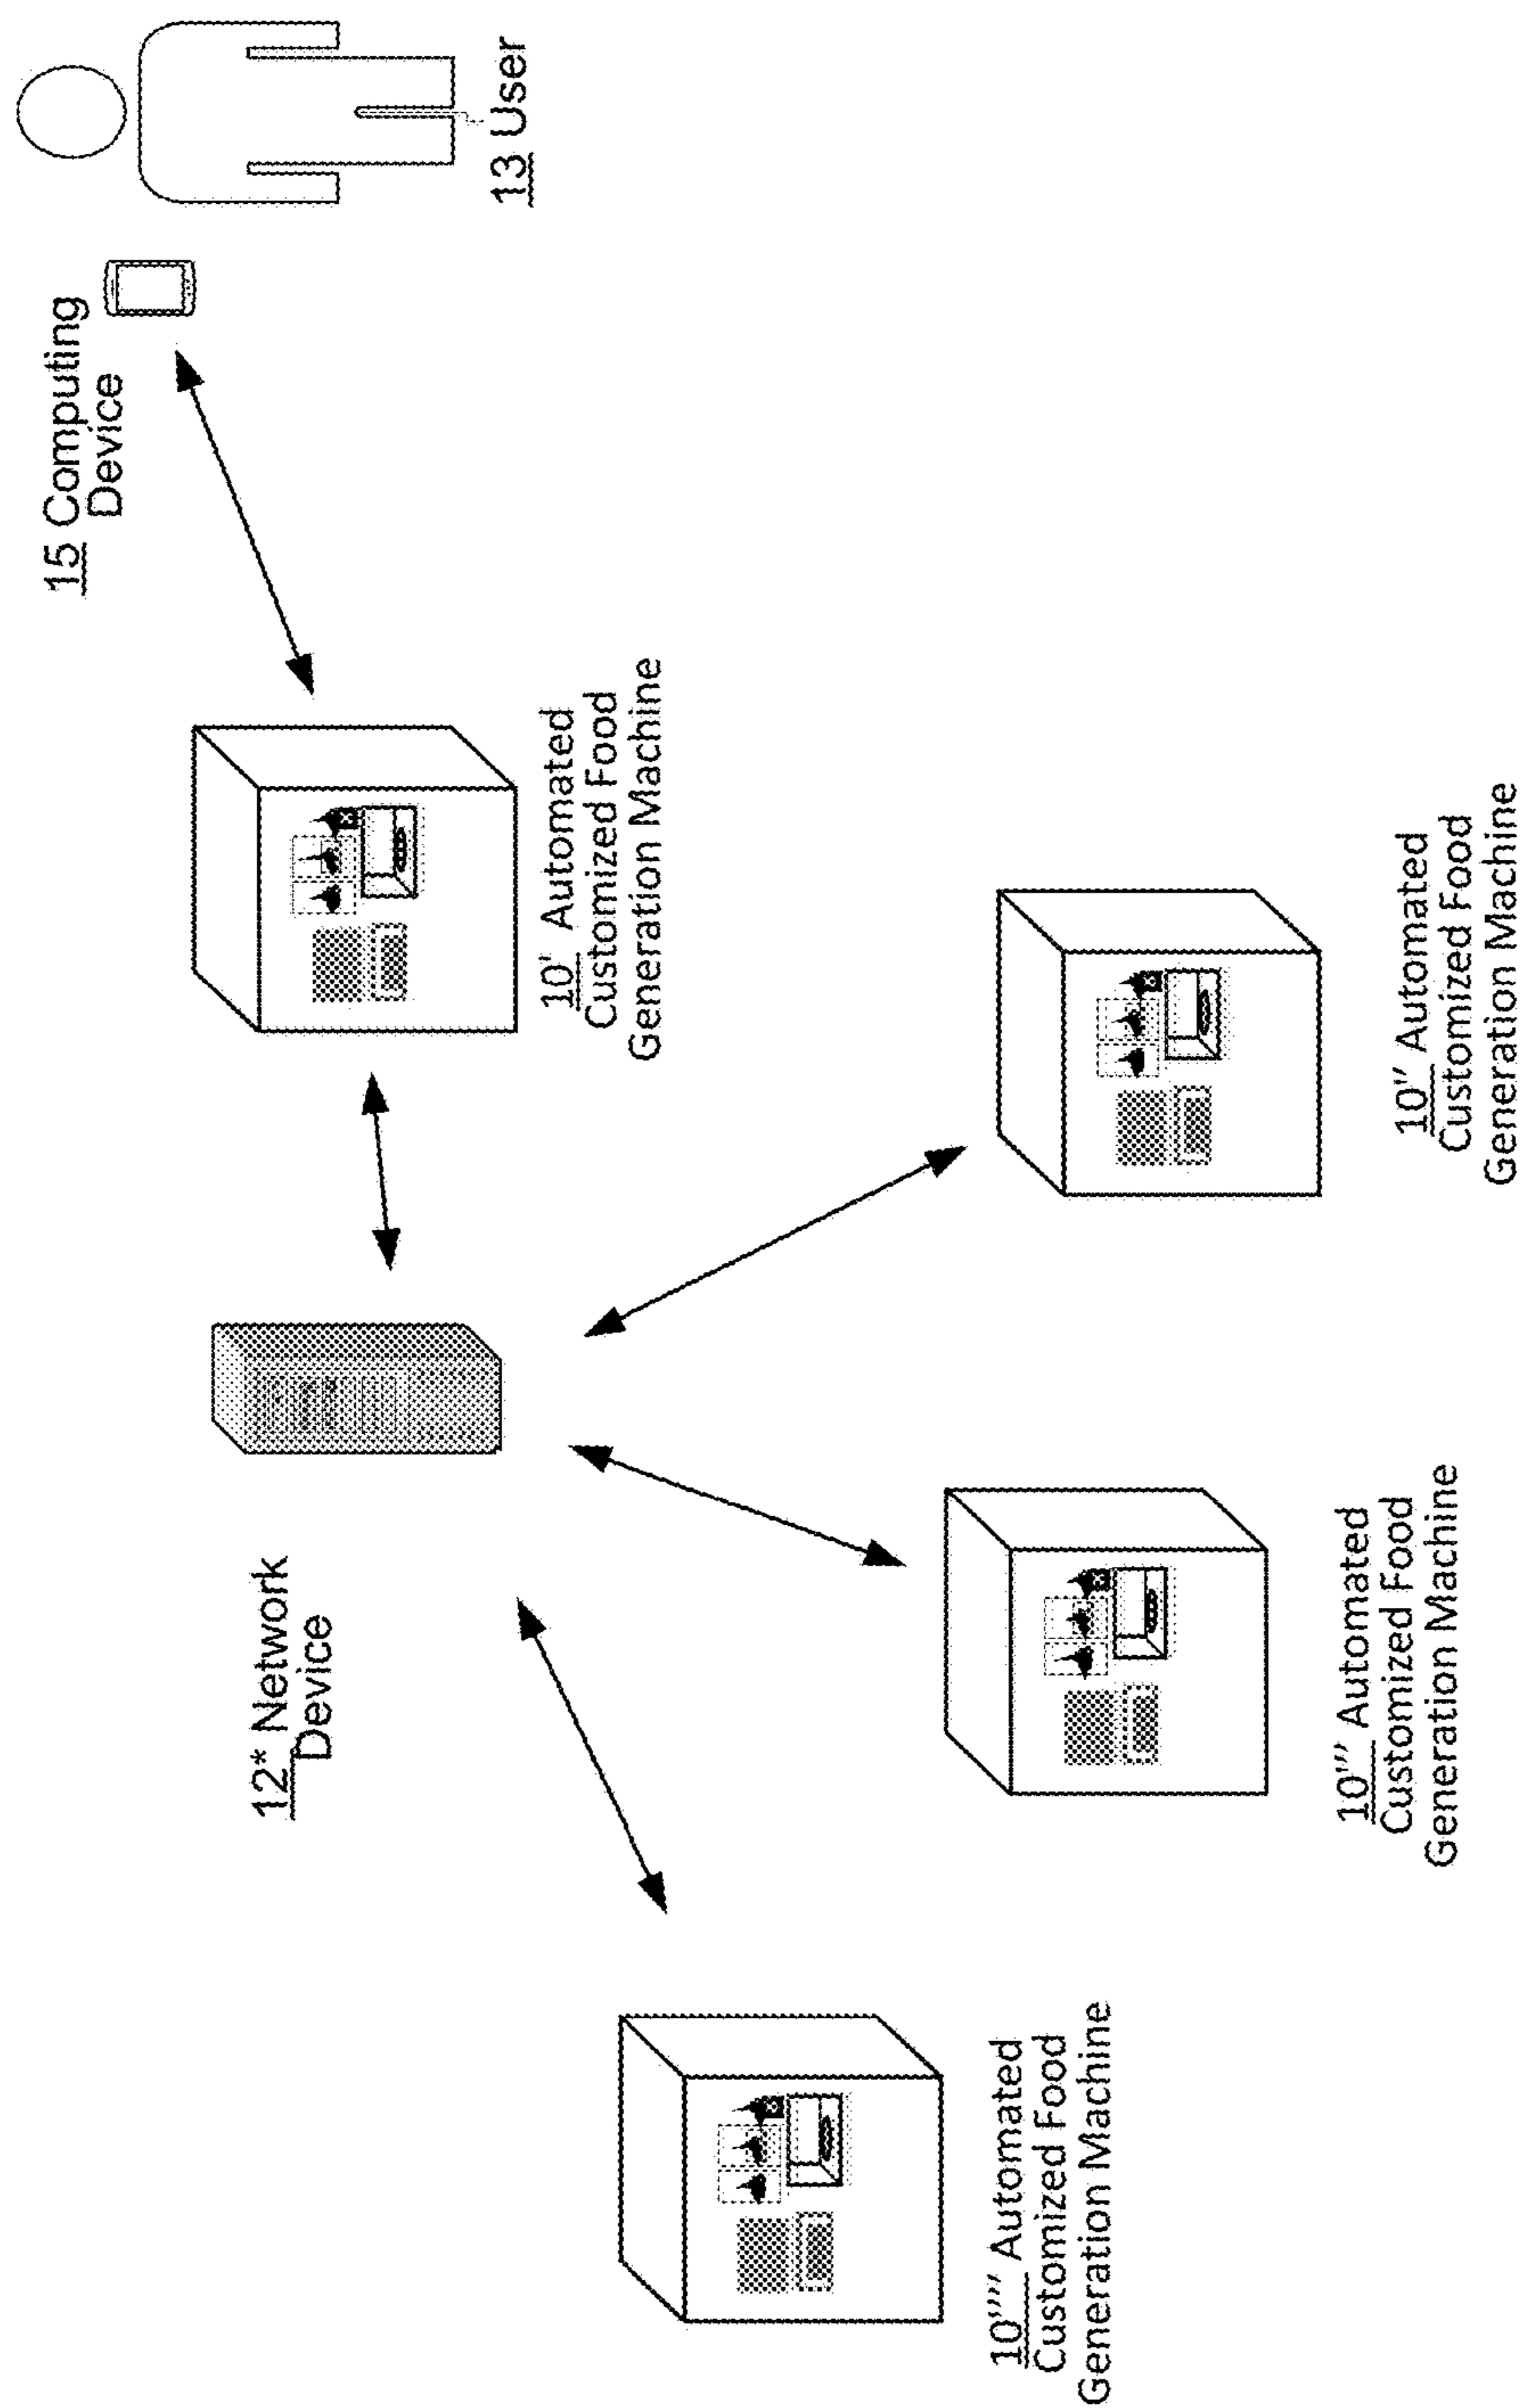 12* Network
Device
15 Computing
Device
13 User
10' Automated
Customized Food
Generation Machine
10'''' Automated
Customized Food
Generation Machine
10''' Automated
Customized Food
Generation Machine
10'' Automated
Customized Food
Generation Machine